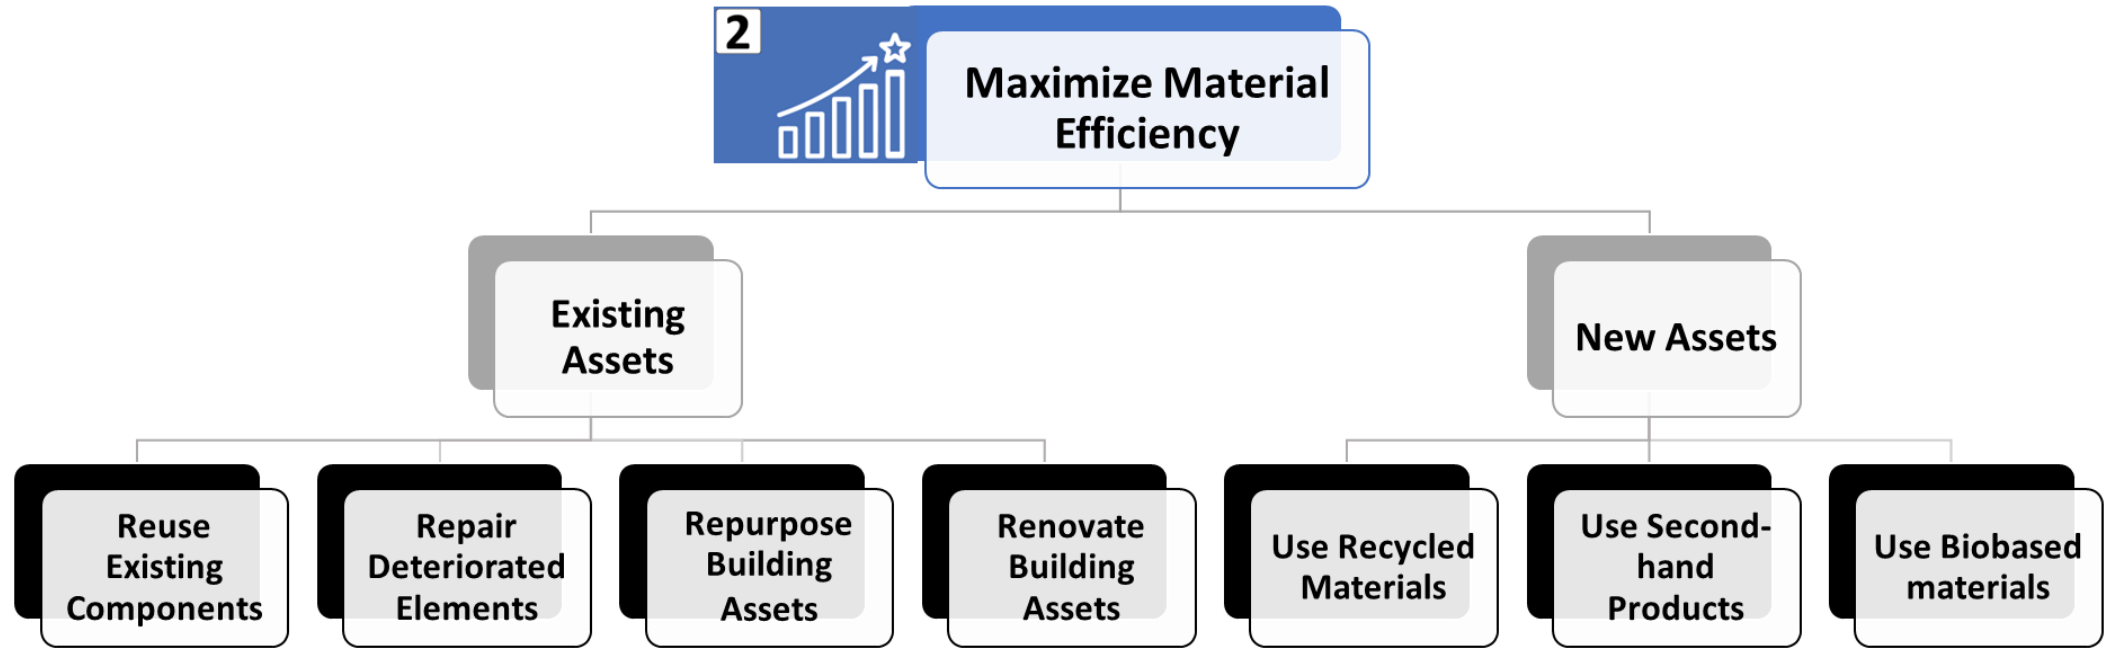 2
Maximize Material
Efficiency
Existing
Assets
New Assets
Reuse
Existing
Components
Repair
Deteriorated
Elements
Repurpose
Building
Assets
Renovate
Building
Assets
Use Recycled
Materials
Use Second-
hand
Products
Use Biobased
materials